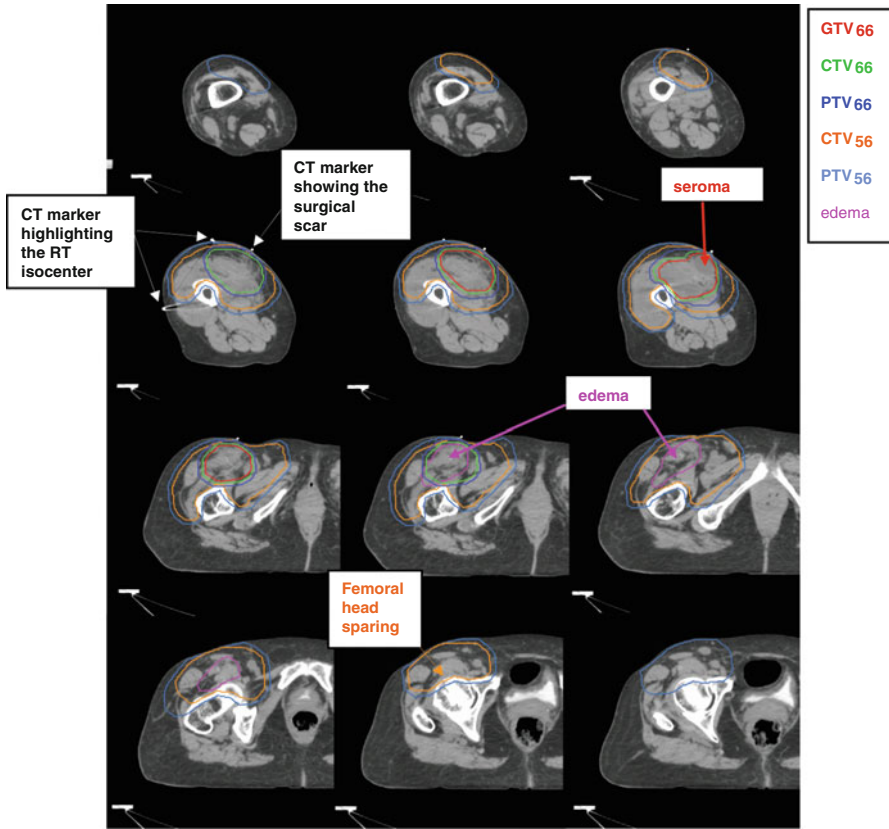 GTV66
CTV66
PTV66
CTV56
PTV56
edema
CT marker
showing the
surgical
scar
seroma
CT marker
highlighting
the RT
isocenter
edema
Femoral
head
sparing